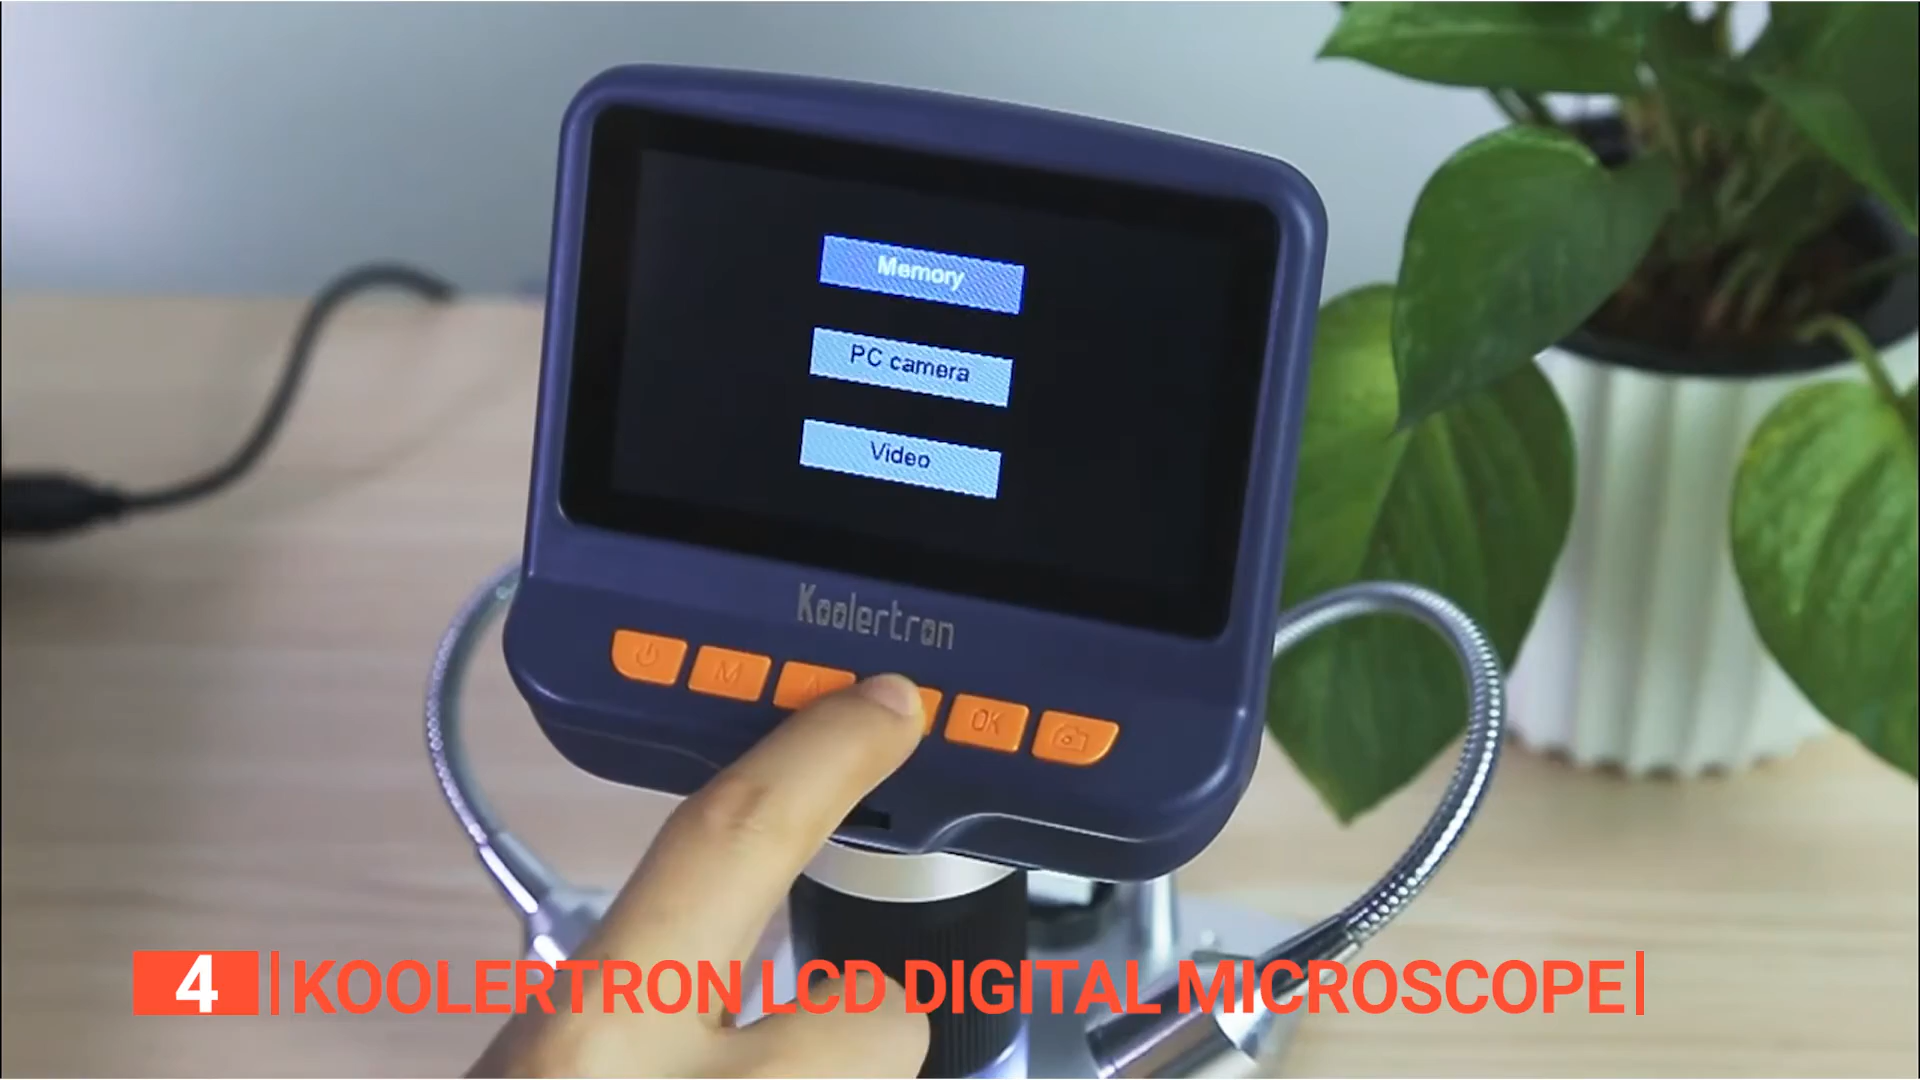 Memory
PC camera
Video
Koolertron
M
OK
4 KOOLERTRON LCD DIGITAL MICROSCOPE